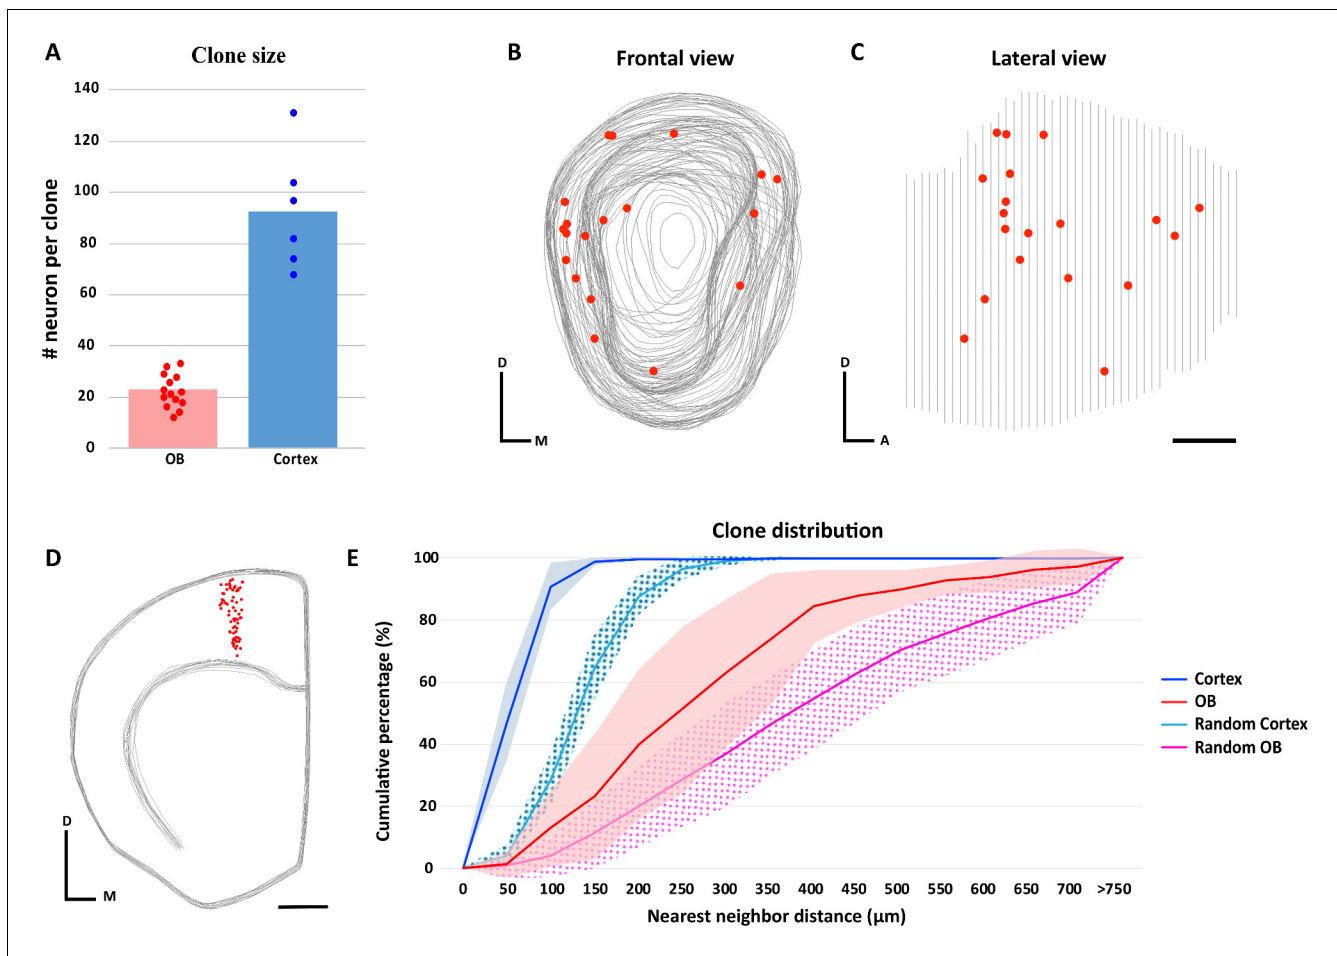 A
Clone size
# neuron per clone
140
120
100
80
60
40
20
0
OB
Cortex
B
Frontal view
D
M
C
Lateral view
D
A
D
D
M
E
Clone distribution
Cumulative percentage (%)
100
80
60
40
20
0
0 50 100 150 200 250 300 350 400 450 500 550 600 650 700 >750
Nearest neighbor distance (µm)
Cortex
OB
Random Cortex
Random OB